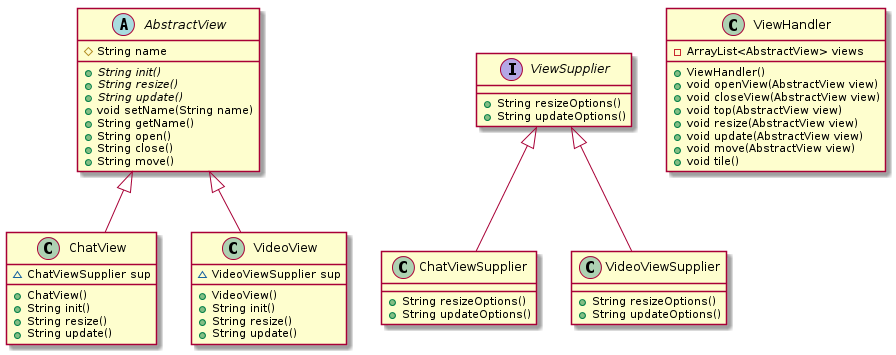 A AbstractView
String name
String init()
String resize()
String update()
void setName(String name)
String getName()
String open()
String close()
String move()
I ViewSupplier
String resizeOptions()
String updateOptions()
C ViewHandler
ArrayList<AbstractView> views
ViewHandler()
void openView(AbstractView view)
void closeView(AbstractView view)
void top(AbstractView view)
void resize(AbstractView view)
void update(AbstractView view)
void move(AbstractView view)
void tile()
C ChatView
ChatViewSupplier sup
ChatView()
String init()
String resize()
String update()
C VideoView
VideoViewSupplier sup
VideoView()
String init()
String resize()
String update()
C ChatViewSupplier
String resizeOptions()
String updateOptions()
C VideoViewSupplier
String resizeOptions()
String updateOptions()